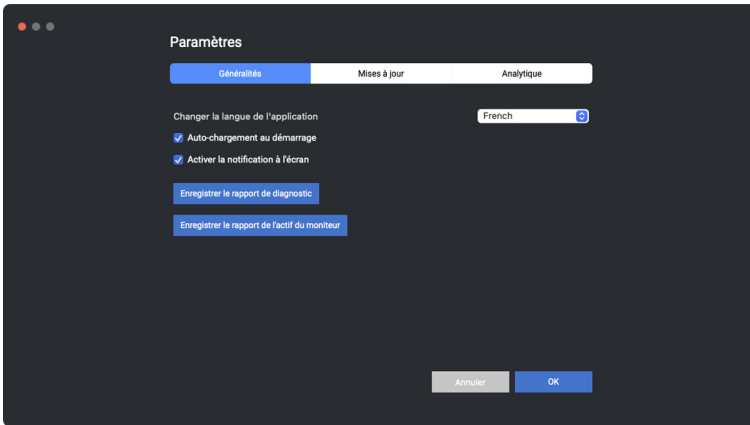 Paramètres
Généralités
Mises à jour
Analytique
Changer la langue de l'application
French
Auto-chargement au démarrage
Activer la notification à l'écran
Enregistrer le rapport de diagnostic
Enregistrer le rapport de l'actif du moniteur
Annuler
OK